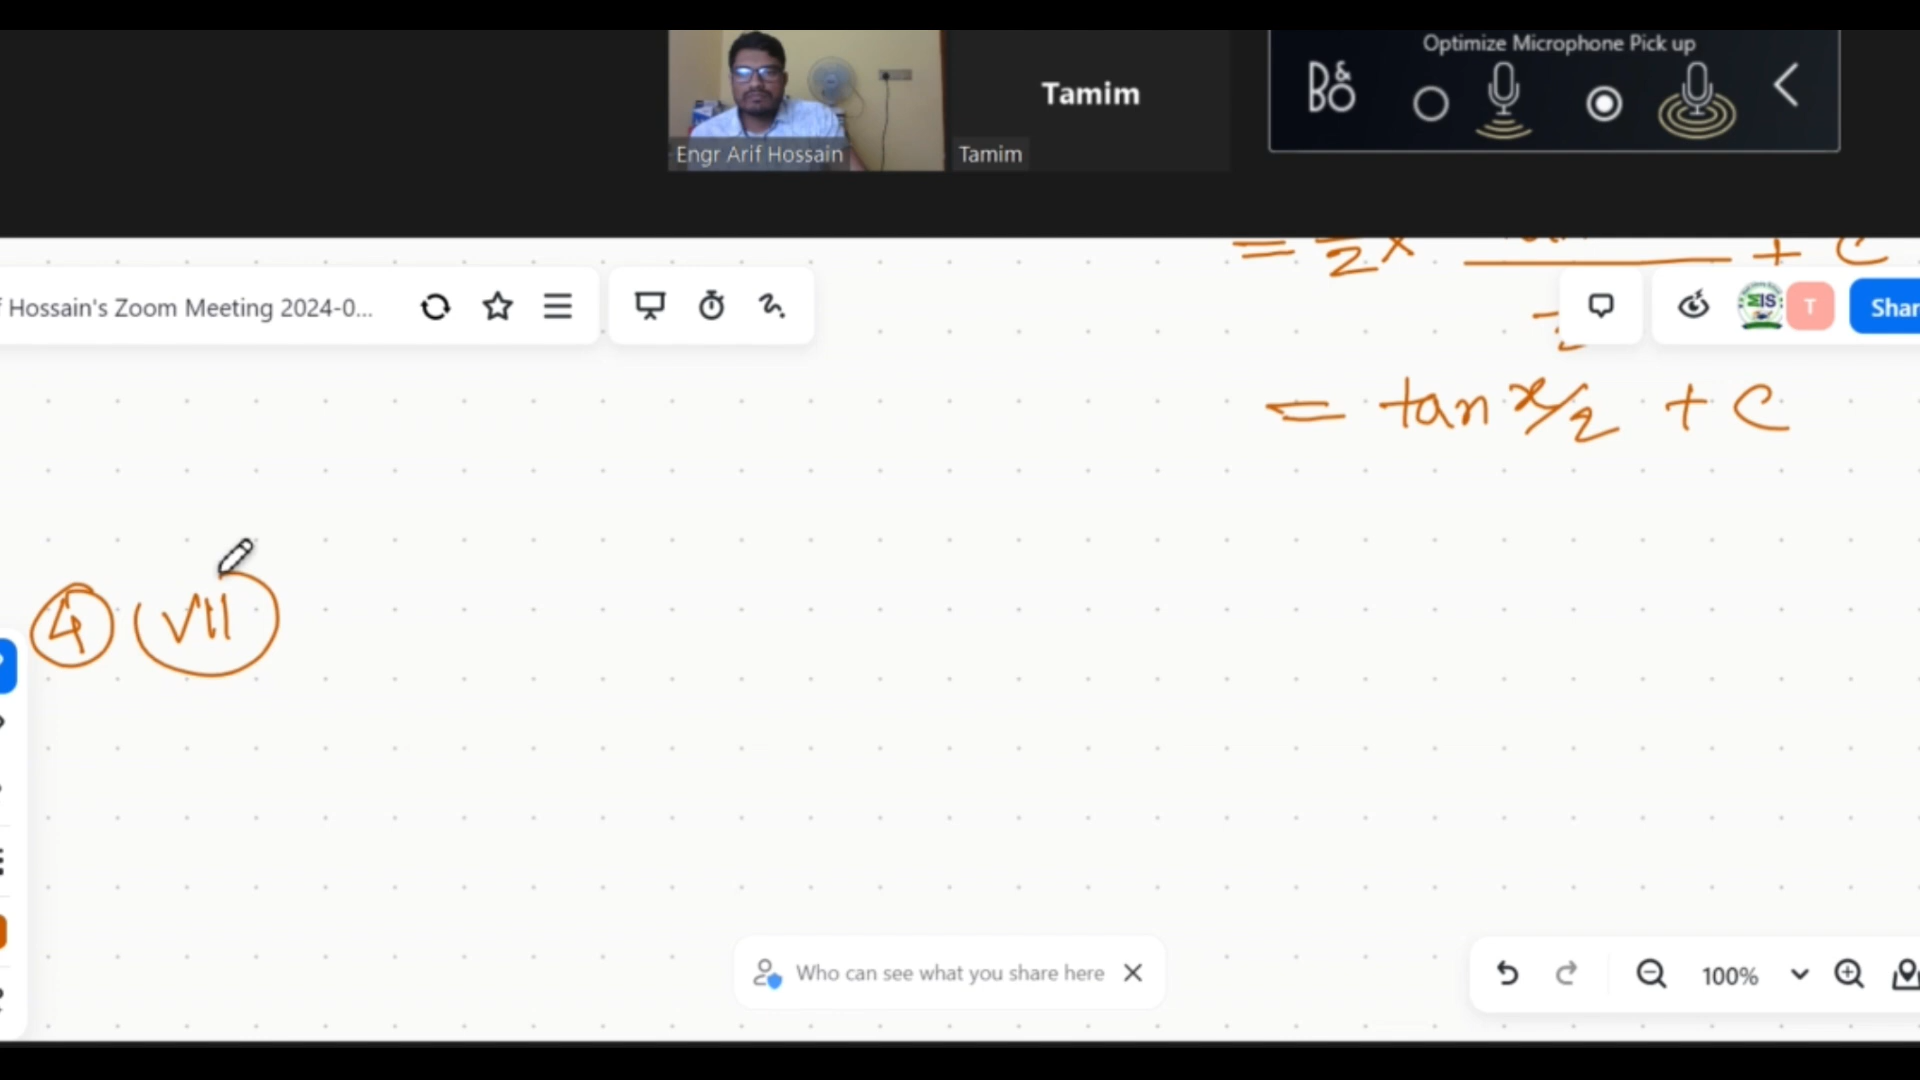 Optimize Microphone Pick up
B&O
Tamim
Engr Arif Hossain
Tamim
+ C
Hossain's Zoom Meeting 2024-0...
MIS
T
Shar
= tan x/2 + C
4 VII
Who can see what you share here
100%